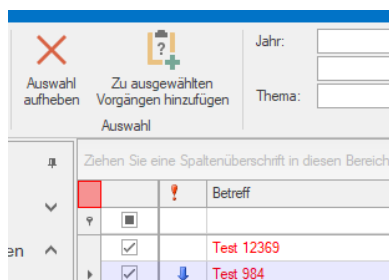 Jahr:
Auswahl aufheben
Zu ausgewählten Vorgängen hinzufügen
Thema:
Auswahl
Ziehen Sie eine Spaltenüberschrift in diesen Bereich
Betreff
en
Test 12369
Test 984